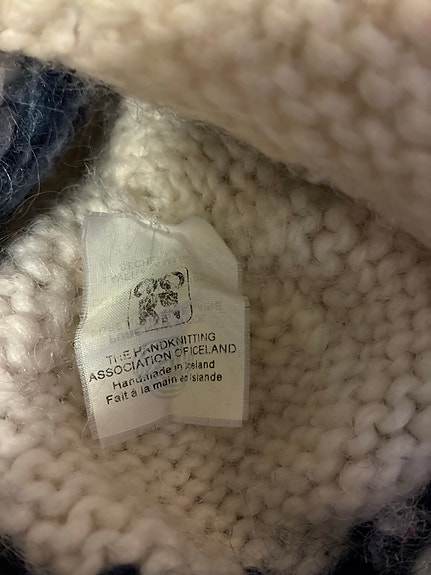 THE HANDKNITTING
ASSOCIATION OF ICELAND
Handmade in Iceland
Fait à la main en Islande